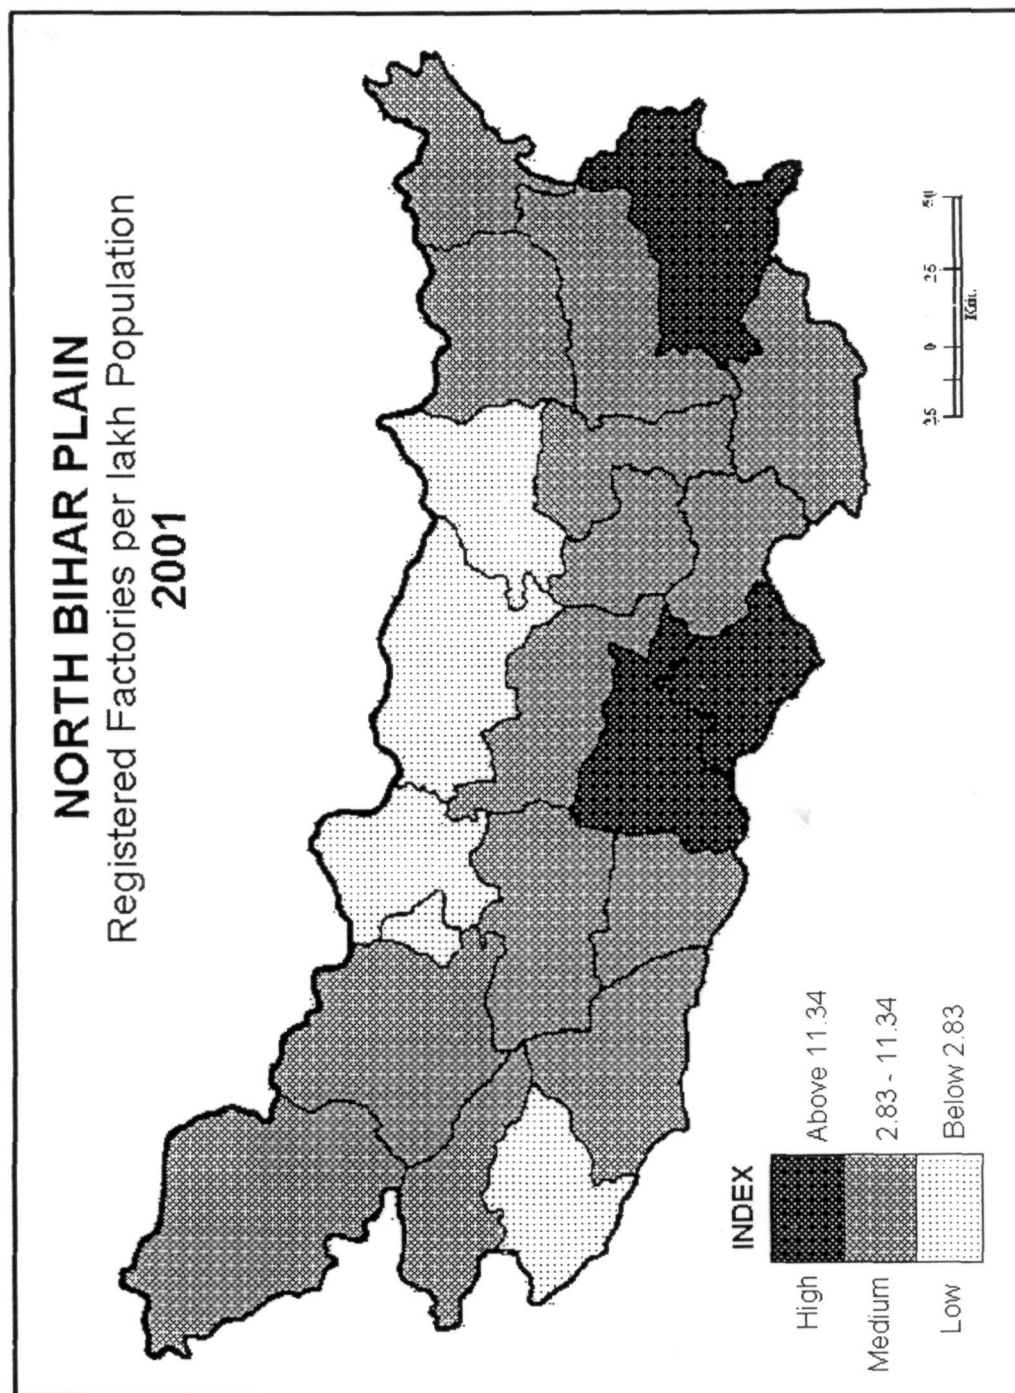 NORTH BIHAR PLAIN
Registered Factories per lakh Population
2001
INDEX
High Above 11.34
Medium 2.83 - 11.34
Low Below 2.83
25 0 25 50
Km.